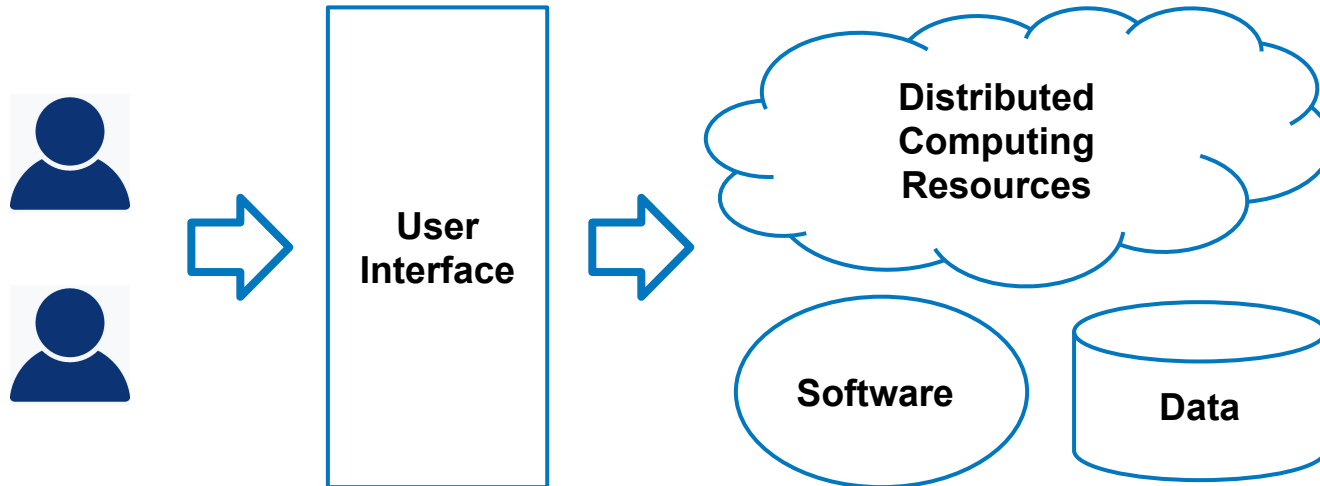 User
Interface
Distributed
Computing
Resources
Software
Data